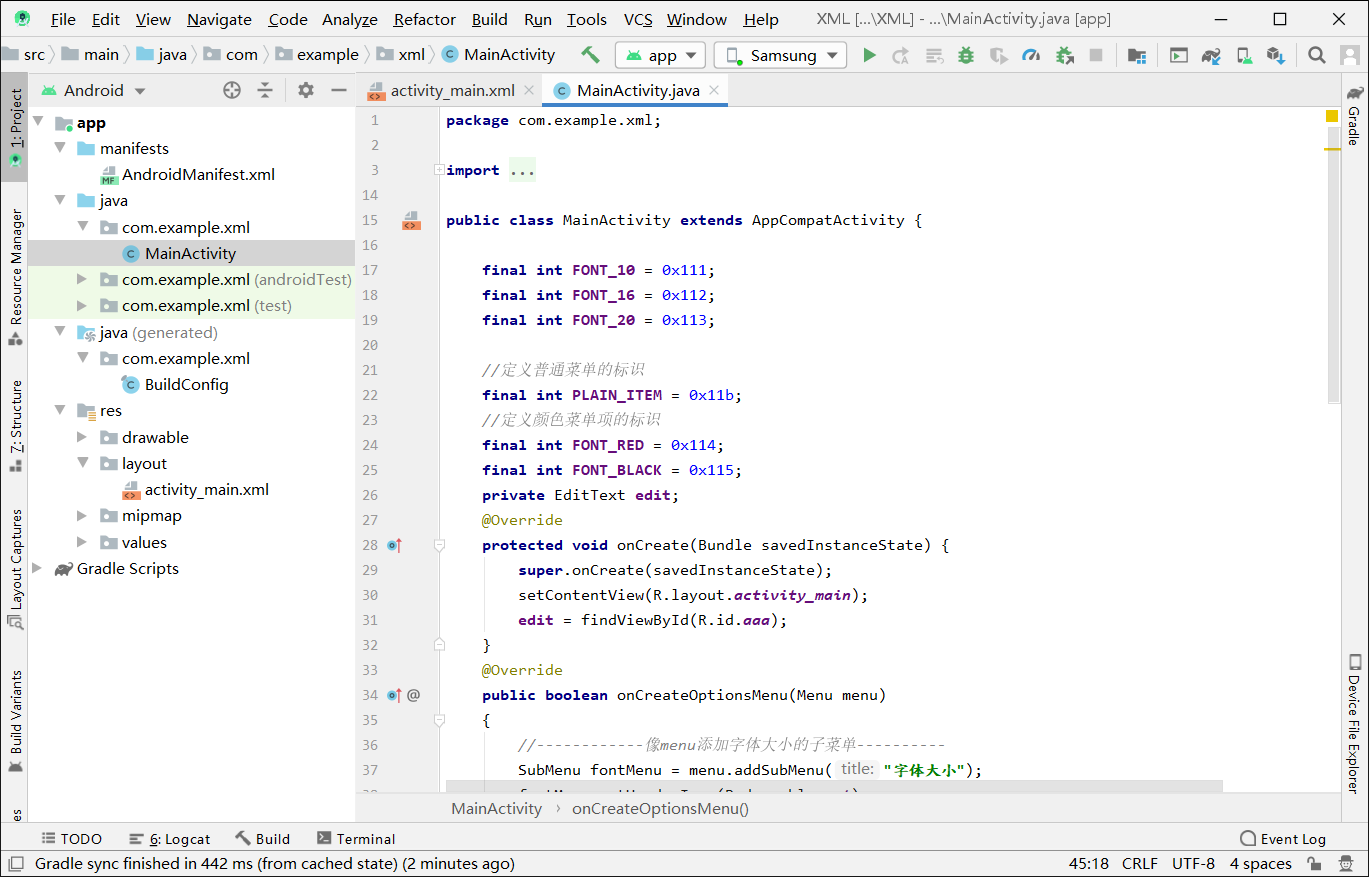 File Edit View Navigate Code Analyze Refactor Build Run Tools VCS Window Help XML [...\XML] - ...\MainActivity.java [app]
src main java com example xml MainActivity app Samsung
1: Project
Resource Manager
Z: Structure
Layout Captures
Build Variants
Android
app
manifests
AndroidManifest.xml
java
com.example.xml
MainActivity
com.example.xml (androidTest)
com.example.xml (test)
java (generated)
com.example.xml
BuildConfig
res
drawable
layout
activity_main.xml
mipmap
values
Gradle Scripts
activity_main.xml MainActivity.java
1 package com.example.xml;
2
3 import ...
14
15 public class MainActivity extends AppCompatActivity {
16
17 final int FONT_10 = 0x111;
18 final int FONT_16 = 0x112;
19 final int FONT_20 = 0x113;
20
21 //定义普通菜单的标识
22 final int PLAIN_ITEM = 0x11b;
23 //定义颜色菜单项的标识
24 final int FONT_RED = 0x114;
25 final int FONT_BLACK = 0x115;
26 private EditText edit;
27 @Override
28 protected void onCreate(Bundle savedInstanceState) {
29 super.onCreate(savedInstanceState);
30 setContentView(R.layout.activity_main);
31 edit = findViewById(R.id.aaa);
32 }
33 @Override
34 @ public boolean onCreateOptionsMenu(Menu menu)
35 {
36 //------------像menu添加字体大小的子菜单----------
37 SubMenu fontMenu = menu.addSubMenu( title: "字体大小");
MainActivity › onCreateOptionsMenu()
Gradle
Device File Explorer
TODO 6: Logcat Build Terminal Event Log
Gradle sync finished in 442 ms (from cached state) (2 minutes ago) 45:18 CRLF UTF-8 4 spaces